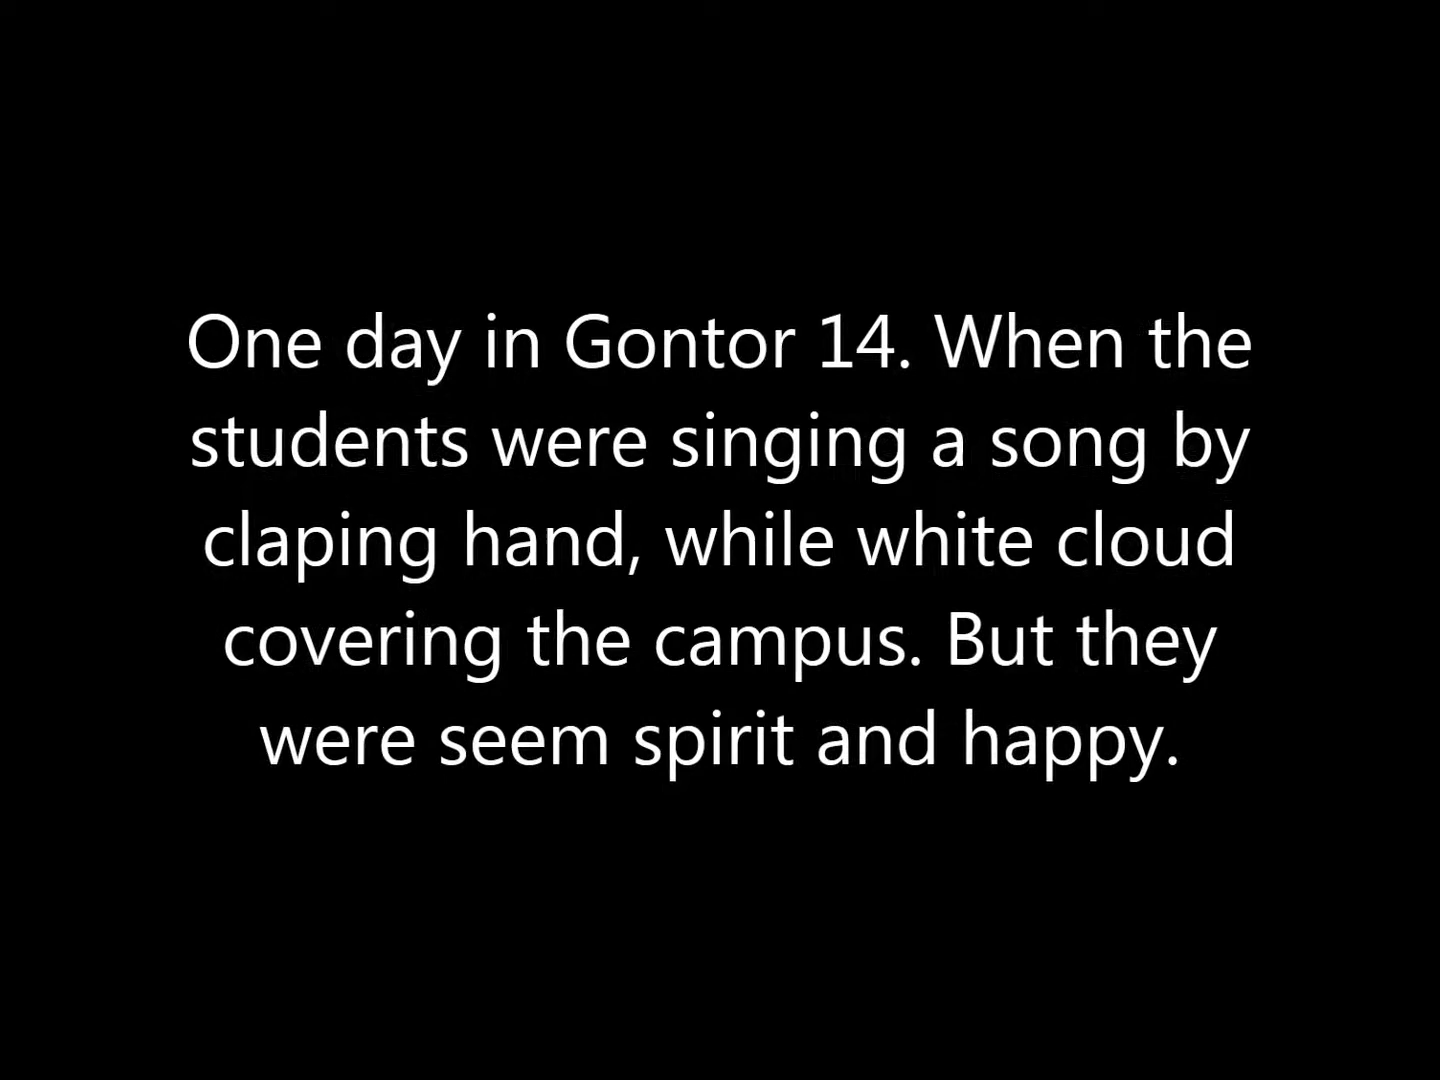 One day in Gontor 14. When the
students were singing a song by
claping hand, while white cloud
covering the campus. But they
were seem spirit and happy.